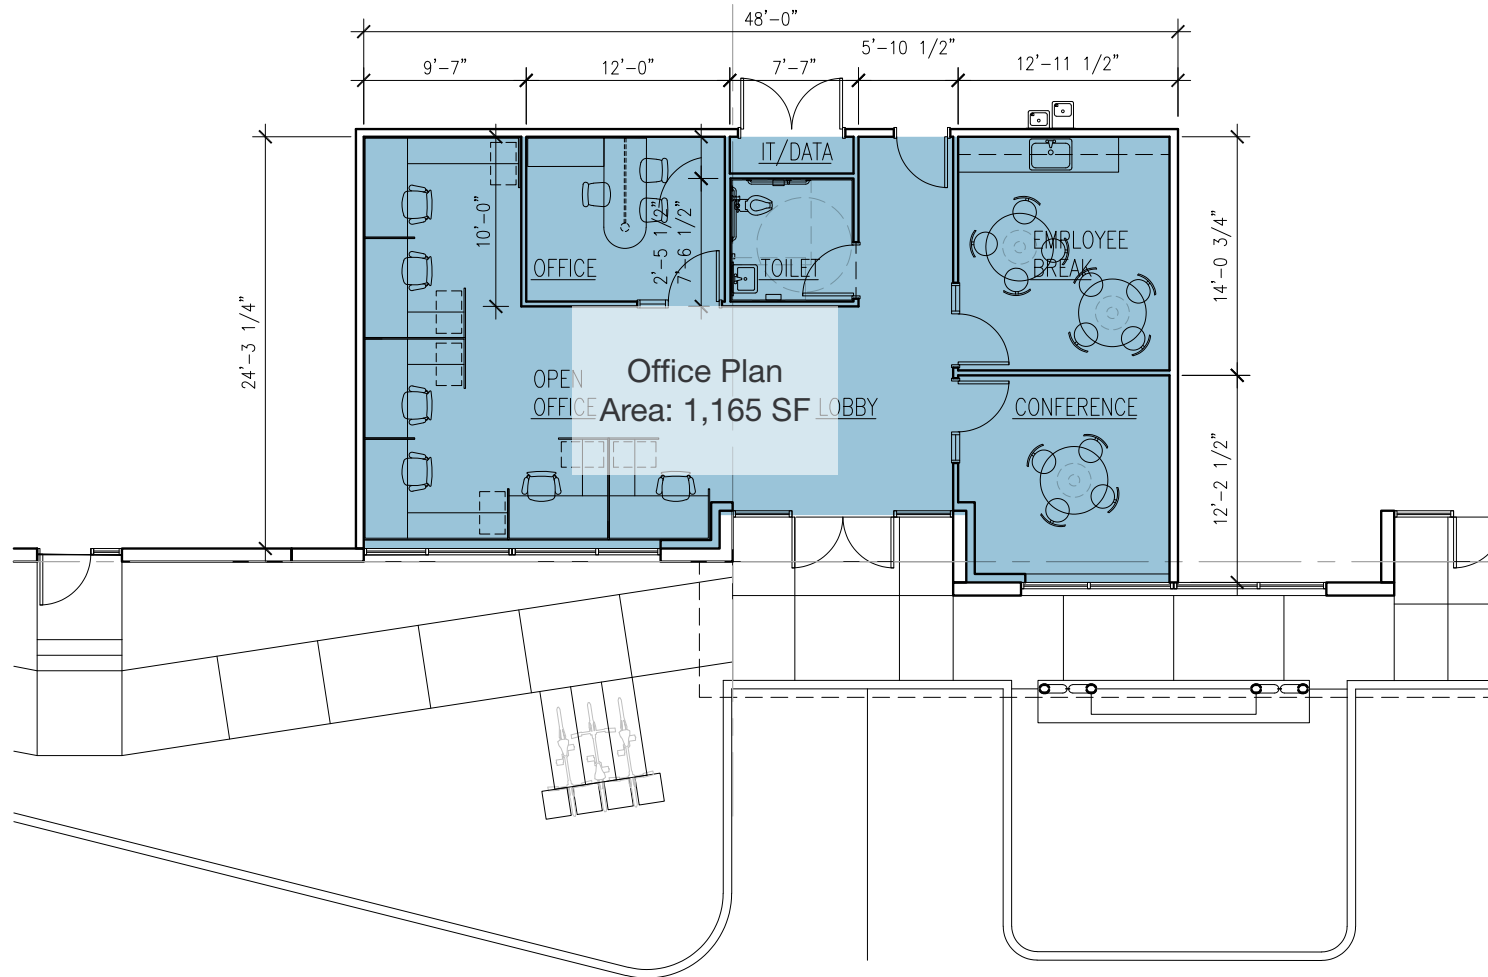 48'-0"
9'-7"
12'-0"
7'-7"
5'-10 1/2"
12'-11 1/2"
IT/DATA
10'-0"
2'-5 1/2"
7'-6 1/2"
OFFICE
TOILET
EMPLOYEE
BREAK
14'-0 3/4"
24'-3 1/4"
OPEN
OFFICE
Office Plan
Area: 1,165 SF
LOBBY
CONFERENCE
12'-2 1/2"